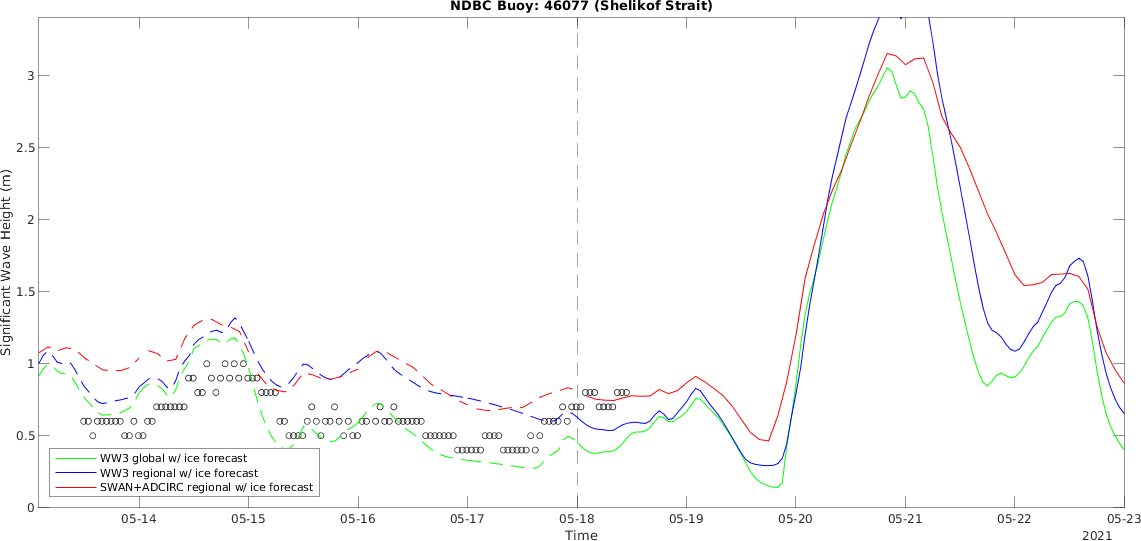 NDBC Buoy: 46077 (Shelikof Strait)
Significant Wave Height (m)
3
2.5
2
1.5
1
0.5
0
WW3 global w/ ice forecast
WW3 regional w/ ice forecast
SWAN+ADCIRC regional w/ ice forecast
05-14 05-15 05-16 05-17 05-18 05-19 05-20 05-21 05-22 05-23
Time
2021